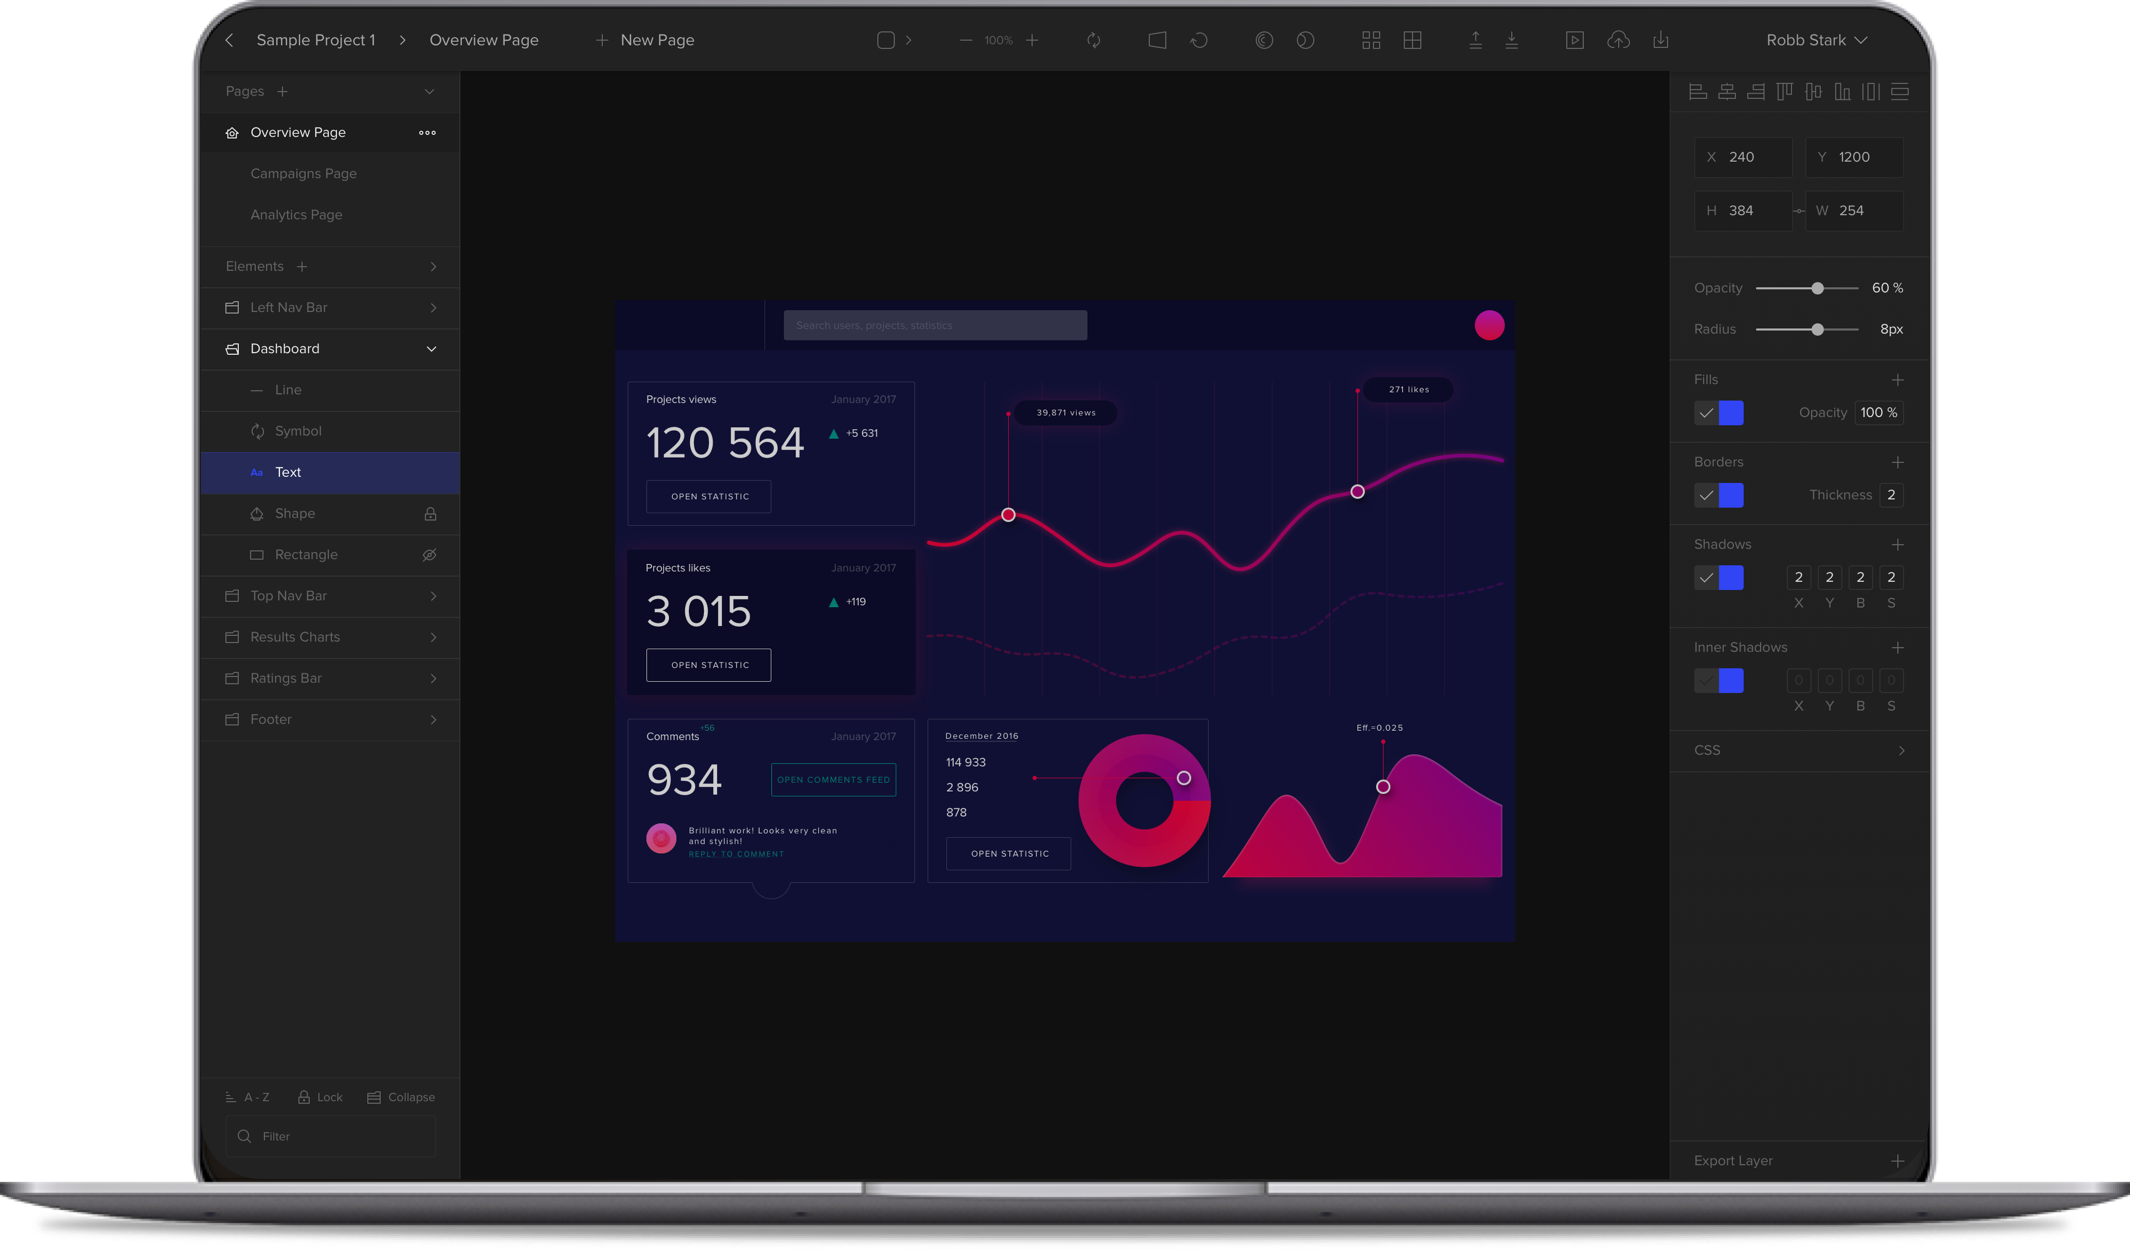 Sample Project 1
Overview Page
New Page
100%
Robb Stark
Pages
Overview Page
Campaigns Page
Analytics Page
Elements
Left Nav Bar
Dashboard
Line
Symbol
Aa Text
Shape
Rectangle
Top Nav Bar
Results Charts
Ratings Bar
Footer
A - Z Lock Collapse
Filter
Search users, projects, statistics
Projects views January 2017
120 564 +5 631
OPEN STATISTIC
39,871 views
271 likes
Projects likes January 2017
3 015 +119
OPEN STATISTIC
Comments +56 January 2017
934 OPEN COMMENTS FEED
Brilliant work! Looks very clean
and stylish!
REPLY TO COMMENT
December 2016
114 933
2 896
878
OPEN STATISTIC
Eff.=0.025
X 240 Y 1200
H 384 W 254
Opacity 60 %
Radius 8px
Fills
Opacity 100 %
Borders
Thickness 2
Shadows
2 2 2 2
X Y B S
Inner Shadows
0 0 0 0
X Y B S
CSS
Export Layer